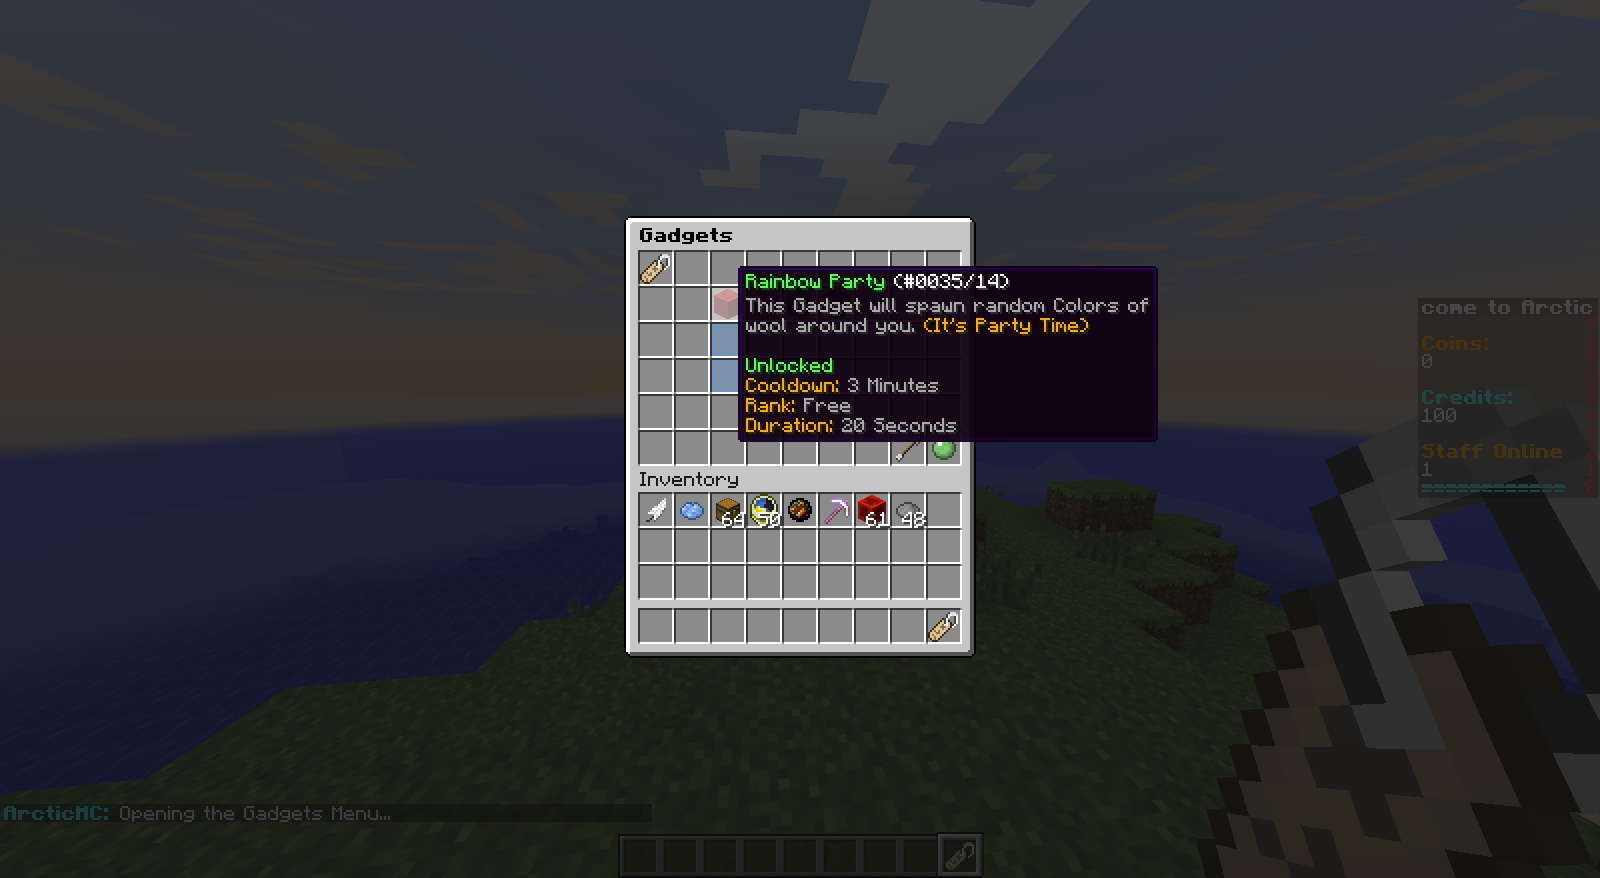 Gadgets
Rainbow Party (#0035/14)
This Gadget will spawn random Colors of
wool around you. (It's Party Time)
Unlocked
Cooldown: 3 Minutes
Rank: Free
Duration: 20 Seconds
Inventory
64
50
61
48
come to Arctic
Coins:
0
Credits:
100
Staff Online
1
ArcticMC: Opening the Gadgets Menu...